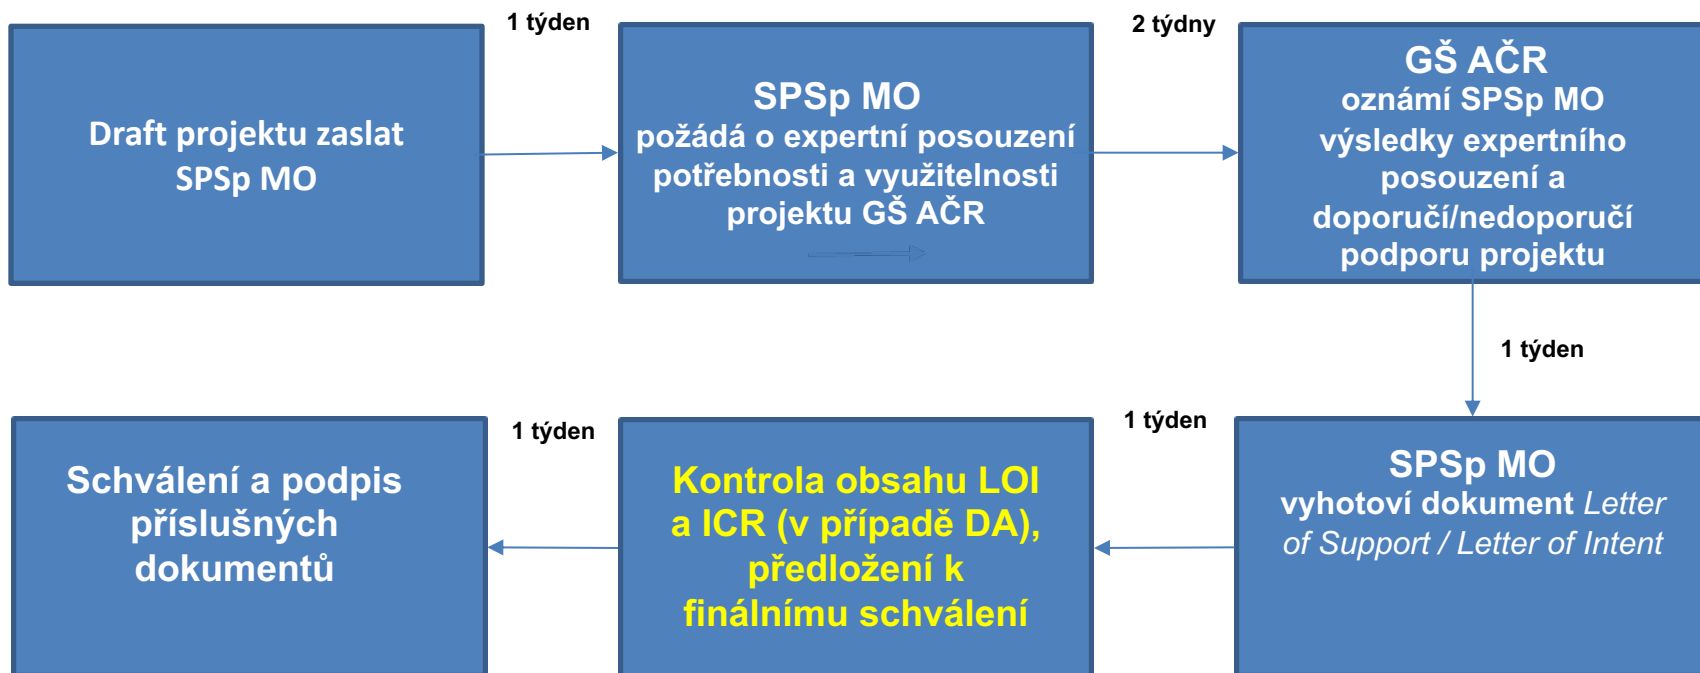 1 týden
2 týdny
Draft projektu zaslat
SPSp MO
SPSp MO
požádá o expertní posouzení
potřebnosti a využitelnosti
projektu GŠ AČR
GŠ AČR
oznámí SPSp MO
výsledky expertního
posouzení a
doporučí/nedoporučí
podporu projektu
1 týden
SPSp MO
vyhotoví dokument Letter
of Support / Letter of Intent
1 týden
Kontrola obsahu LOI
a ICR (v případě DA),
předložení k
finálnímu schválení
1 týden
Schválení a podpis
příslušných
dokumentů